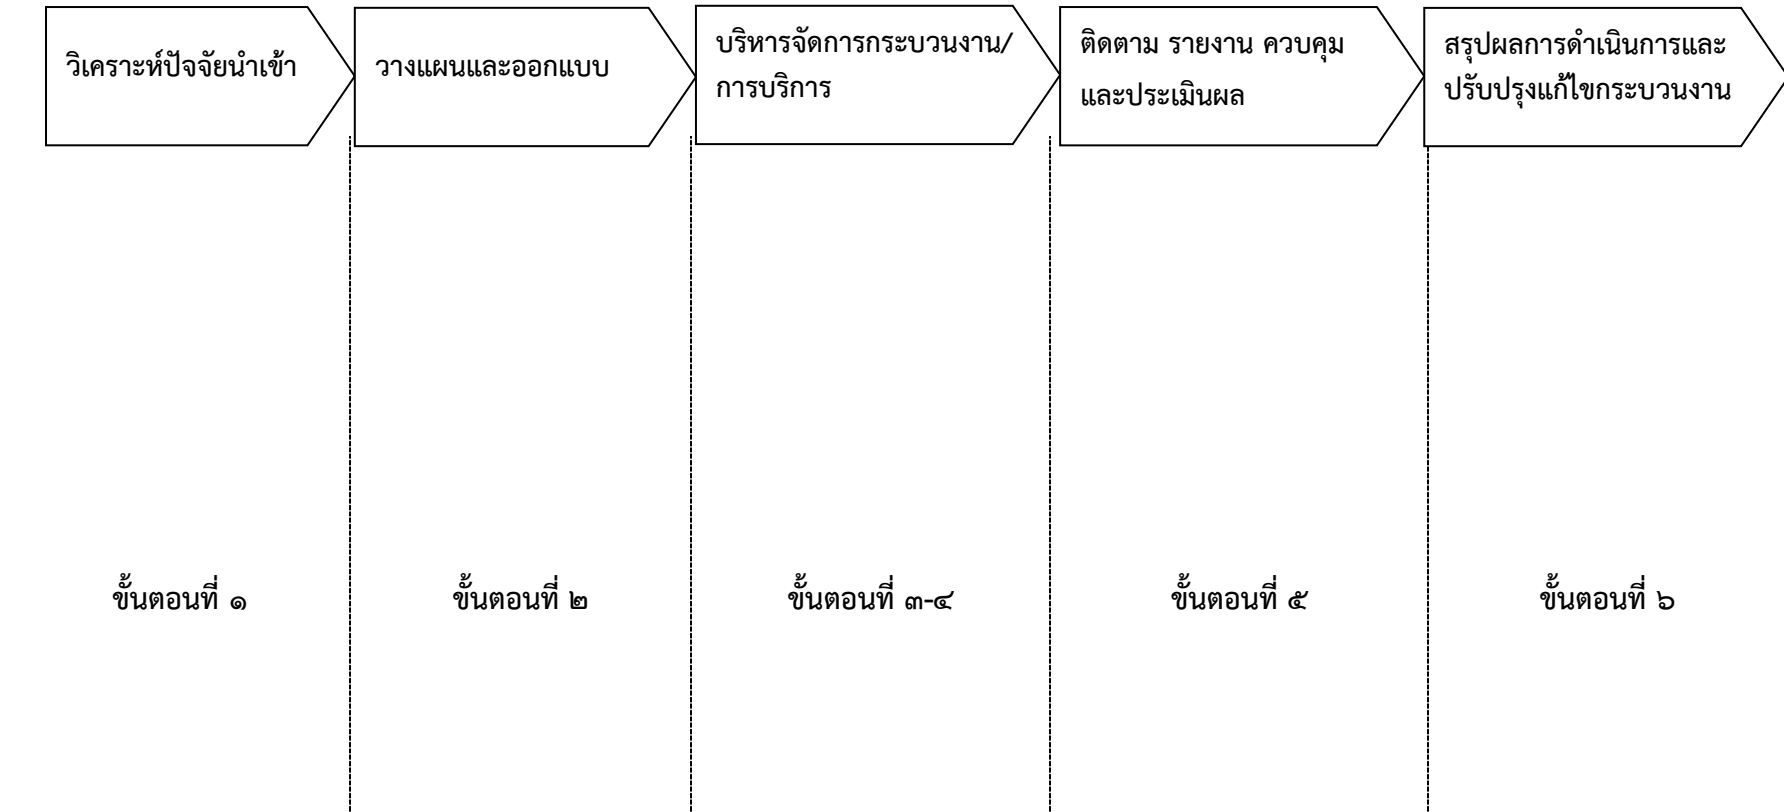 วิเคราะห์ปัจจัยนำเข้า
วางแผนและออกแบบ
บริหารจัดการกระบวนงาน/
การบริการ
ติดตาม รายงาน ควบคุม
และประเมินผล
สรุปผลการดำเนินการและ
ปรับปรุงแก้ไขกระบวนงาน
ขั้นตอนที่ ๑
ขั้นตอนที่ ๒
ขั้นตอนที่ ๓-๔
ขั้นตอนที่ ๕
ขั้นตอนที่ ๖